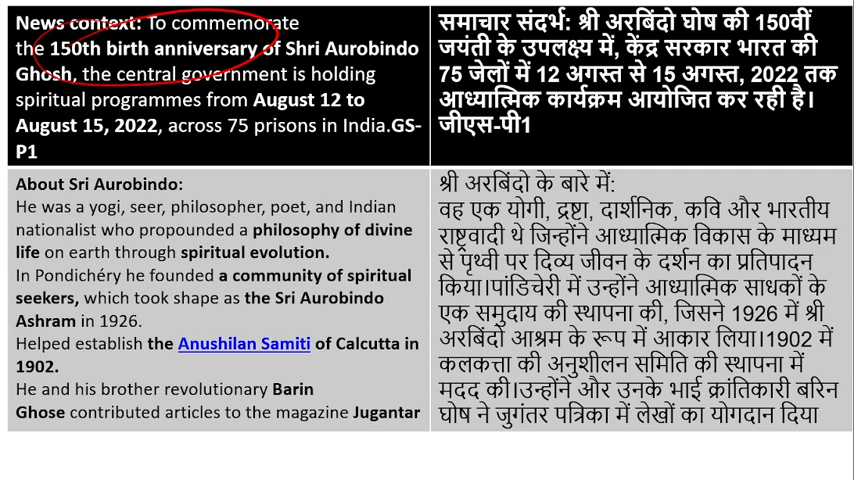 News context: To commemorate
the 150th birth anniversary of Shri Aurobindo
Ghosh, the central government is holding
spiritual programmes from August 12 to
August 15, 2022, across 75 prisons in India.GS-
P1
समाचार संदर्भ: श्री अरबिंदो घोष की 150वीं
जयंती के उपलक्ष्य में, केंद्र सरकार भारत की
75 जेलों में 12 अगस्त से 15 अगस्त, 2022 तक
आध्यात्मिक कार्यक्रम आयोजित कर रही है।
जीएस-पी1
About Sri Aurobindo:
He was a yogi, seer, philosopher, poet, and Indian
nationalist who propounded a philosophy of divine
life on earth through spiritual evolution.
In Pondichéry he founded a community of spiritual
seekers, which took shape as the Sri Aurobindo
Ashram in 1926.
Helped establish the Anushilan Samiti of Calcutta in
1902.
He and his brother revolutionary Barin
Ghose contributed articles to the magazine Jugantar
श्री अरबिंदो के बारे में:
वह एक योगी, द्रष्टा, दार्शनिक, कवि और भारतीय
राष्ट्रवादी थे जिन्होंने आध्यात्मिक विकास के माध्यम
से पृथ्वी पर दिव्य जीवन के दर्शन का प्रतिपादन
किया।पांडिचेरी में उन्होंने आध्यात्मिक साधकों के
एक समुदाय की स्थापना की, जिसने 1926 में श्री
अरबिंदो आश्रम के रूप में आकार लिया।1902 में
कलकत्ता की अनुशीलन समिति की स्थापना में
मदद की।उन्होंने और उनके भाई क्रांतिकारी बरिन
घोष ने जुगंतर पत्रिका में लेखों का योगदान दिया